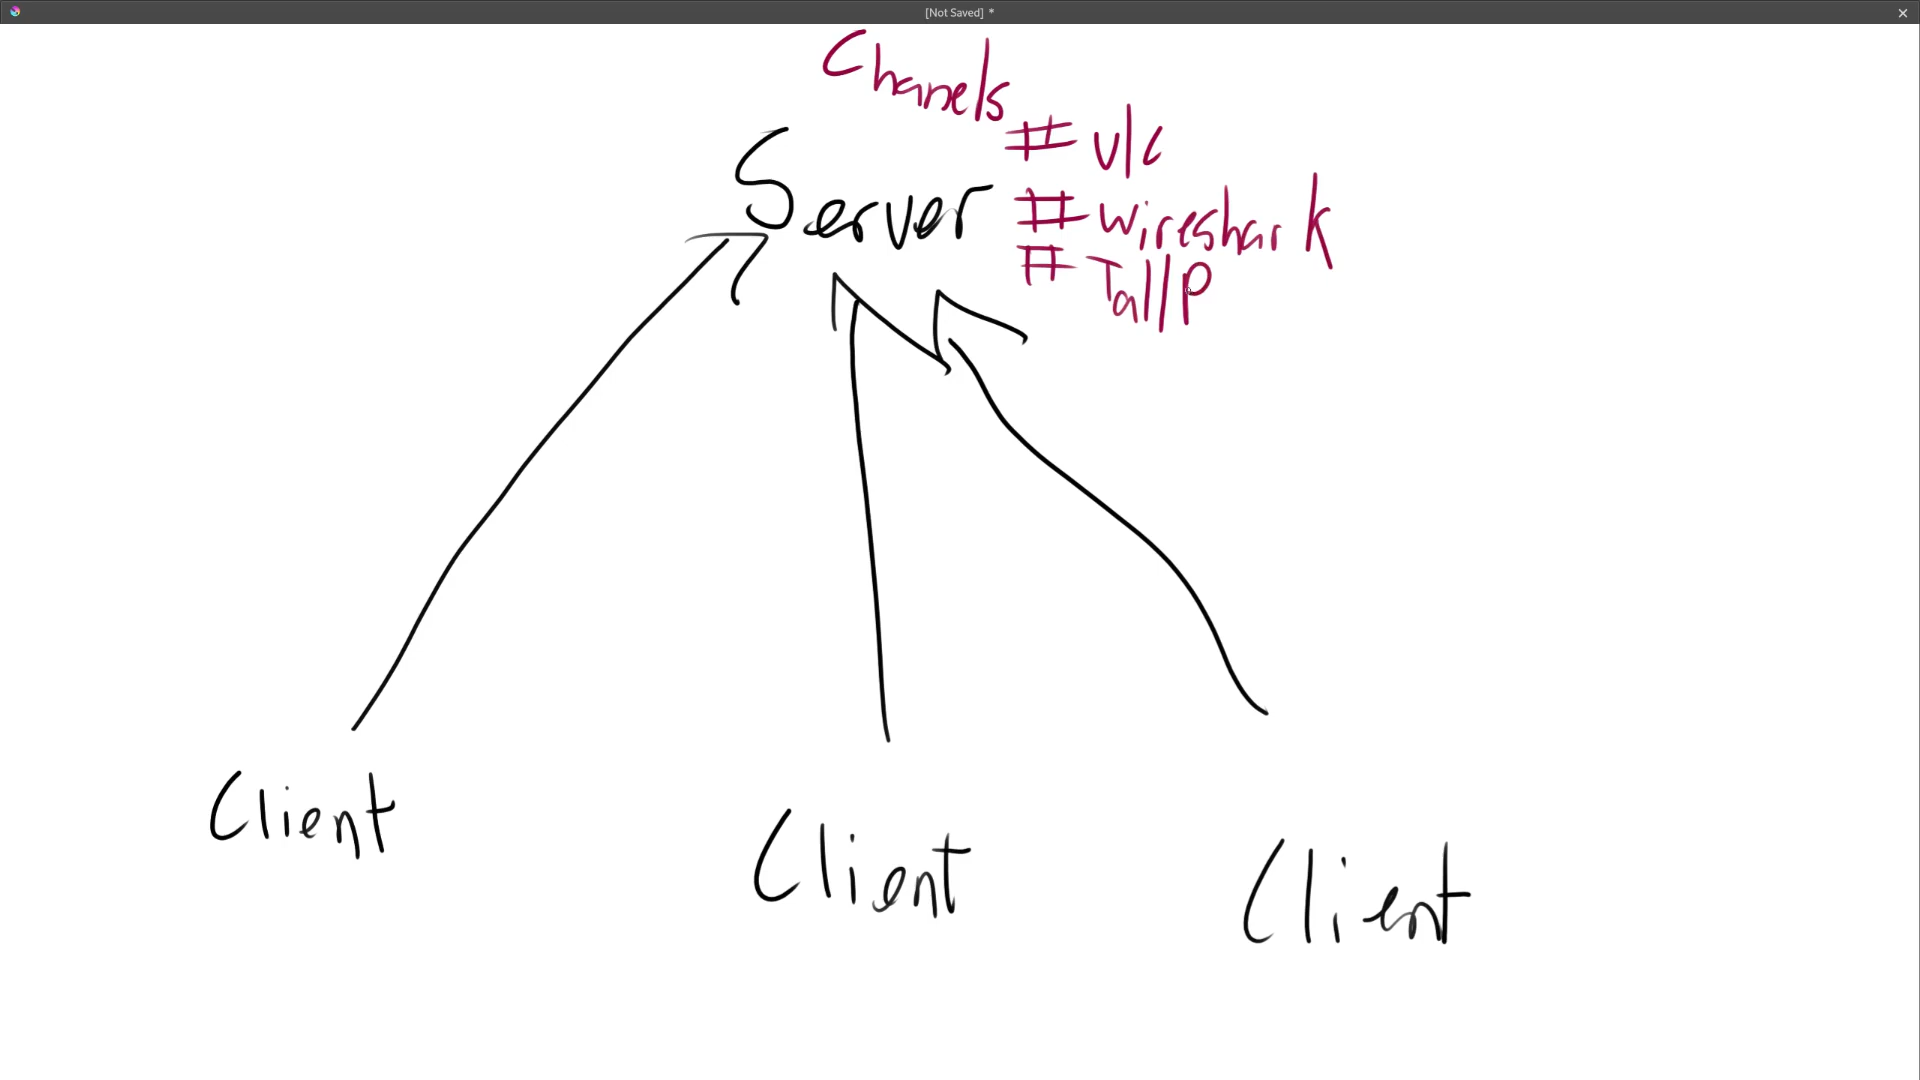 [Not Saved] *
Chanels
# vlc
Server
# wireshark
# TallP
Client
Client
Client